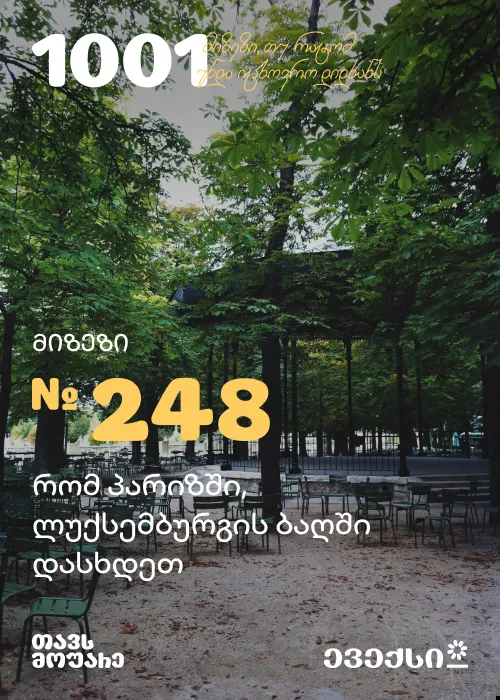 1001 მიზეზი, თუ რატომ
უნდა იცხოვრო დიდხანს
მიზეზი
№ 248
რომ პარიზში,
ლუქსემბურგის ბაღში
დასხდეთ
თავს
მოუარე
ევექსი